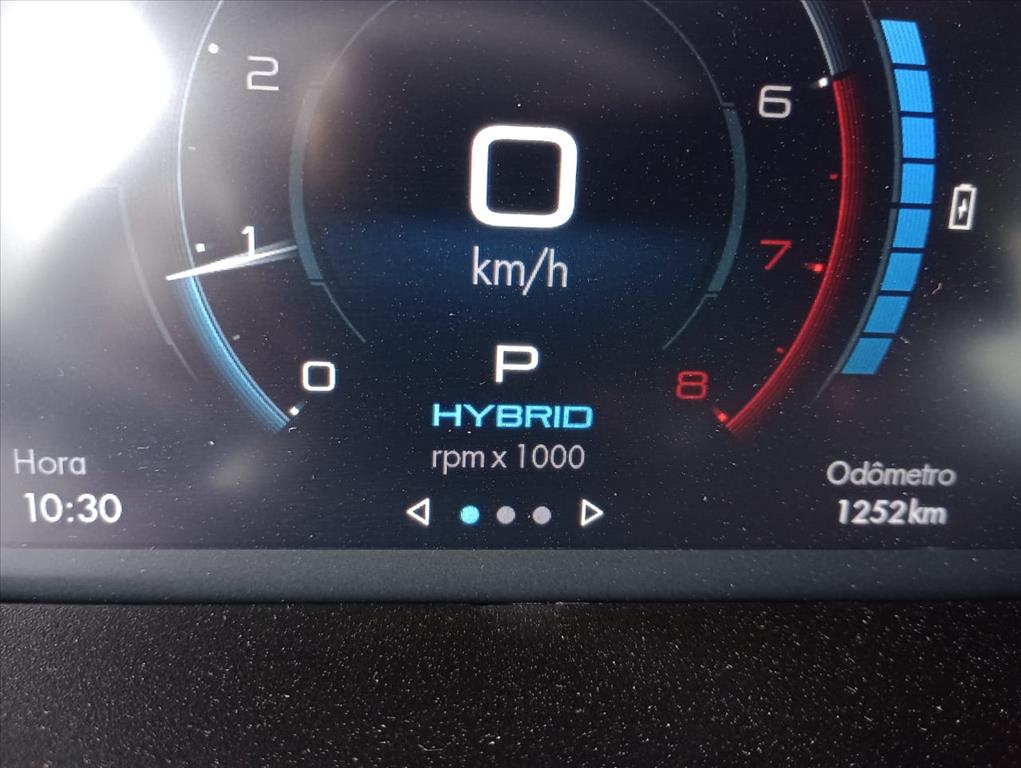 2
6
0
1
km/h
7
P
0
8
HYBRID
rpm x 1000
Hora
10:30
Odômetro
1252km